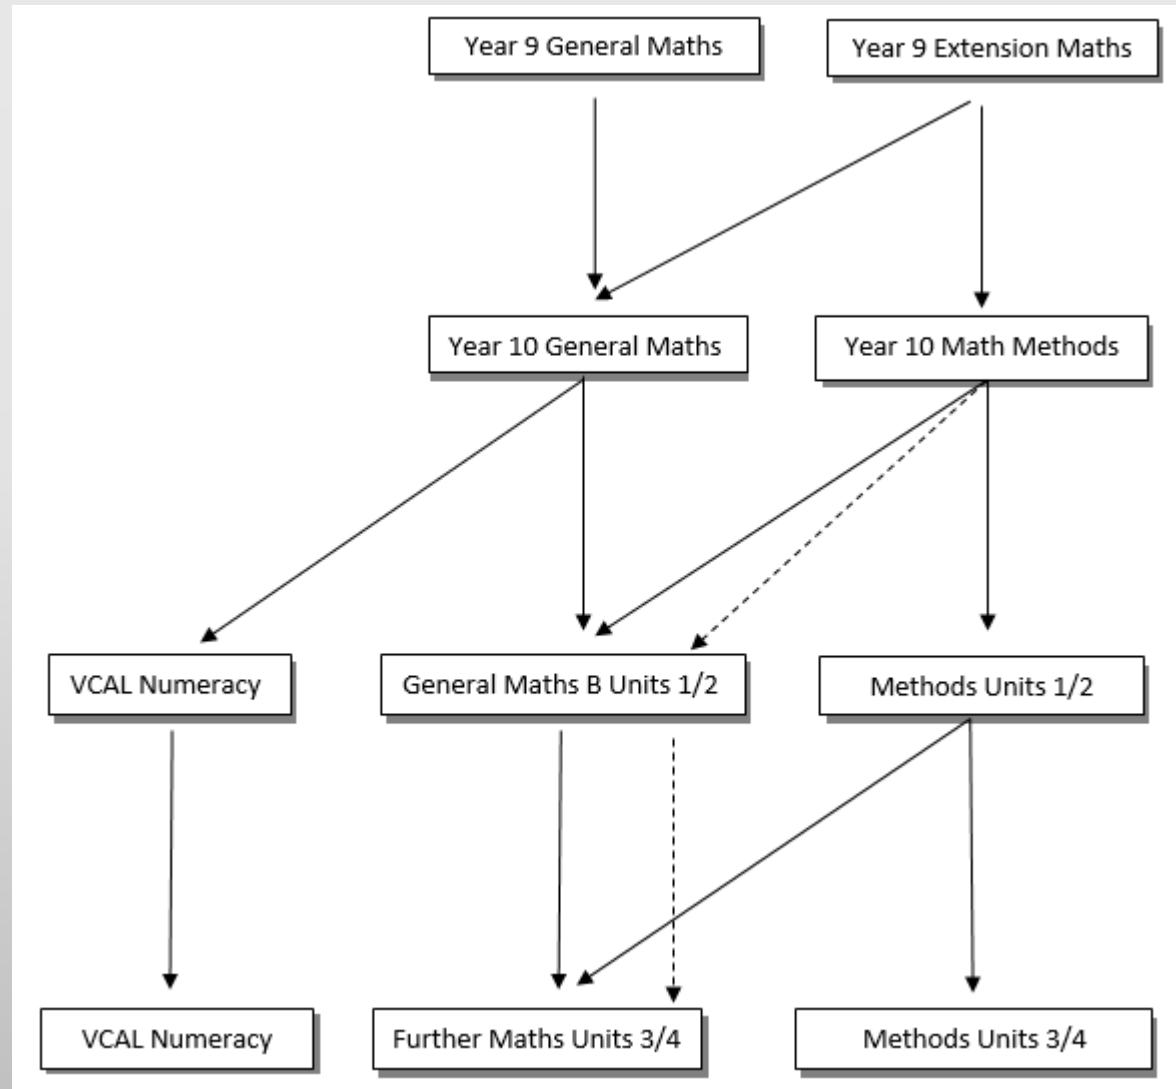 Year 9 General Maths
Year 9 Extension Maths
Year 10 General Maths
Year 10 Math Methods
VCAL Numeracy
General Maths B Units 1/2
Methods Units 1/2
VCAL Numeracy
Further Maths Units 3/4
Methods Units 3/4